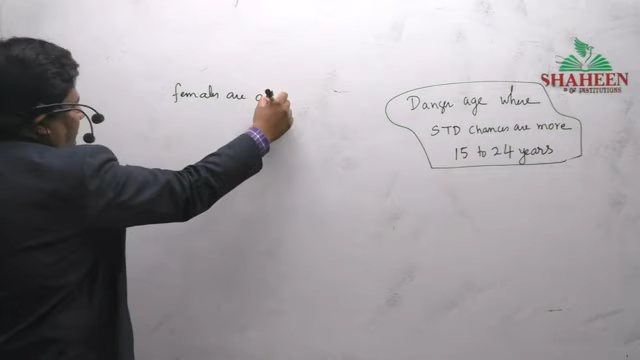 females are
Danger age where
STD chances are more
15 to 24 years
SHAHEEN
OF INSTITUTIONS